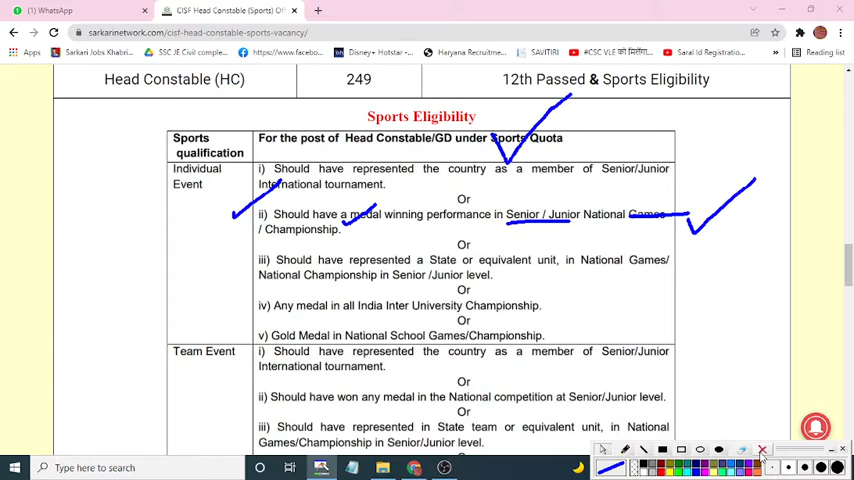 (1) WhatsApp
CISF Head Constable (Sports) Of
sarkarinetwork.com/cisf-head-constable-sports-vacancy/
Apps
Sarkari Jobs Khabri...
SSC JE Civil comple...
https://www.facebo...
Disney+ Hotstar -...
Haryana Recruitme...
SAVITIRI
#CSC VLE को मिलेगा...
Saral Id Registratio...
Reading list
Head Constable (HC) 249 12th Passed & Sports Eligibility
Sports Eligibility
Sports qualification
For the post of Head Constable/GD under Sports Quota
Individual Event
i) Should have represented the country as a member of Senior/Junior
International tournament.
Or
ii) Should have a medal winning performance in Senior / Junior National Games
/ Championship.
Or
iii) Should have represented a State or equivalent unit, in National Games/
National Championship in Senior /Junior level.
Or
iv) Any medal in all India Inter University Championship.
Or
v) Gold Medal in National School Games/Championship.
Team Event
i) Should have represented the country as a member of Senior/Junior
International tournament.
Or
ii) Should have won any medal in the National competition at Senior/Junior level.
Or
iii) Should have represented in State team or equivalent unit, in National
Games/Championship in Senior/Junior level.
Type here to search